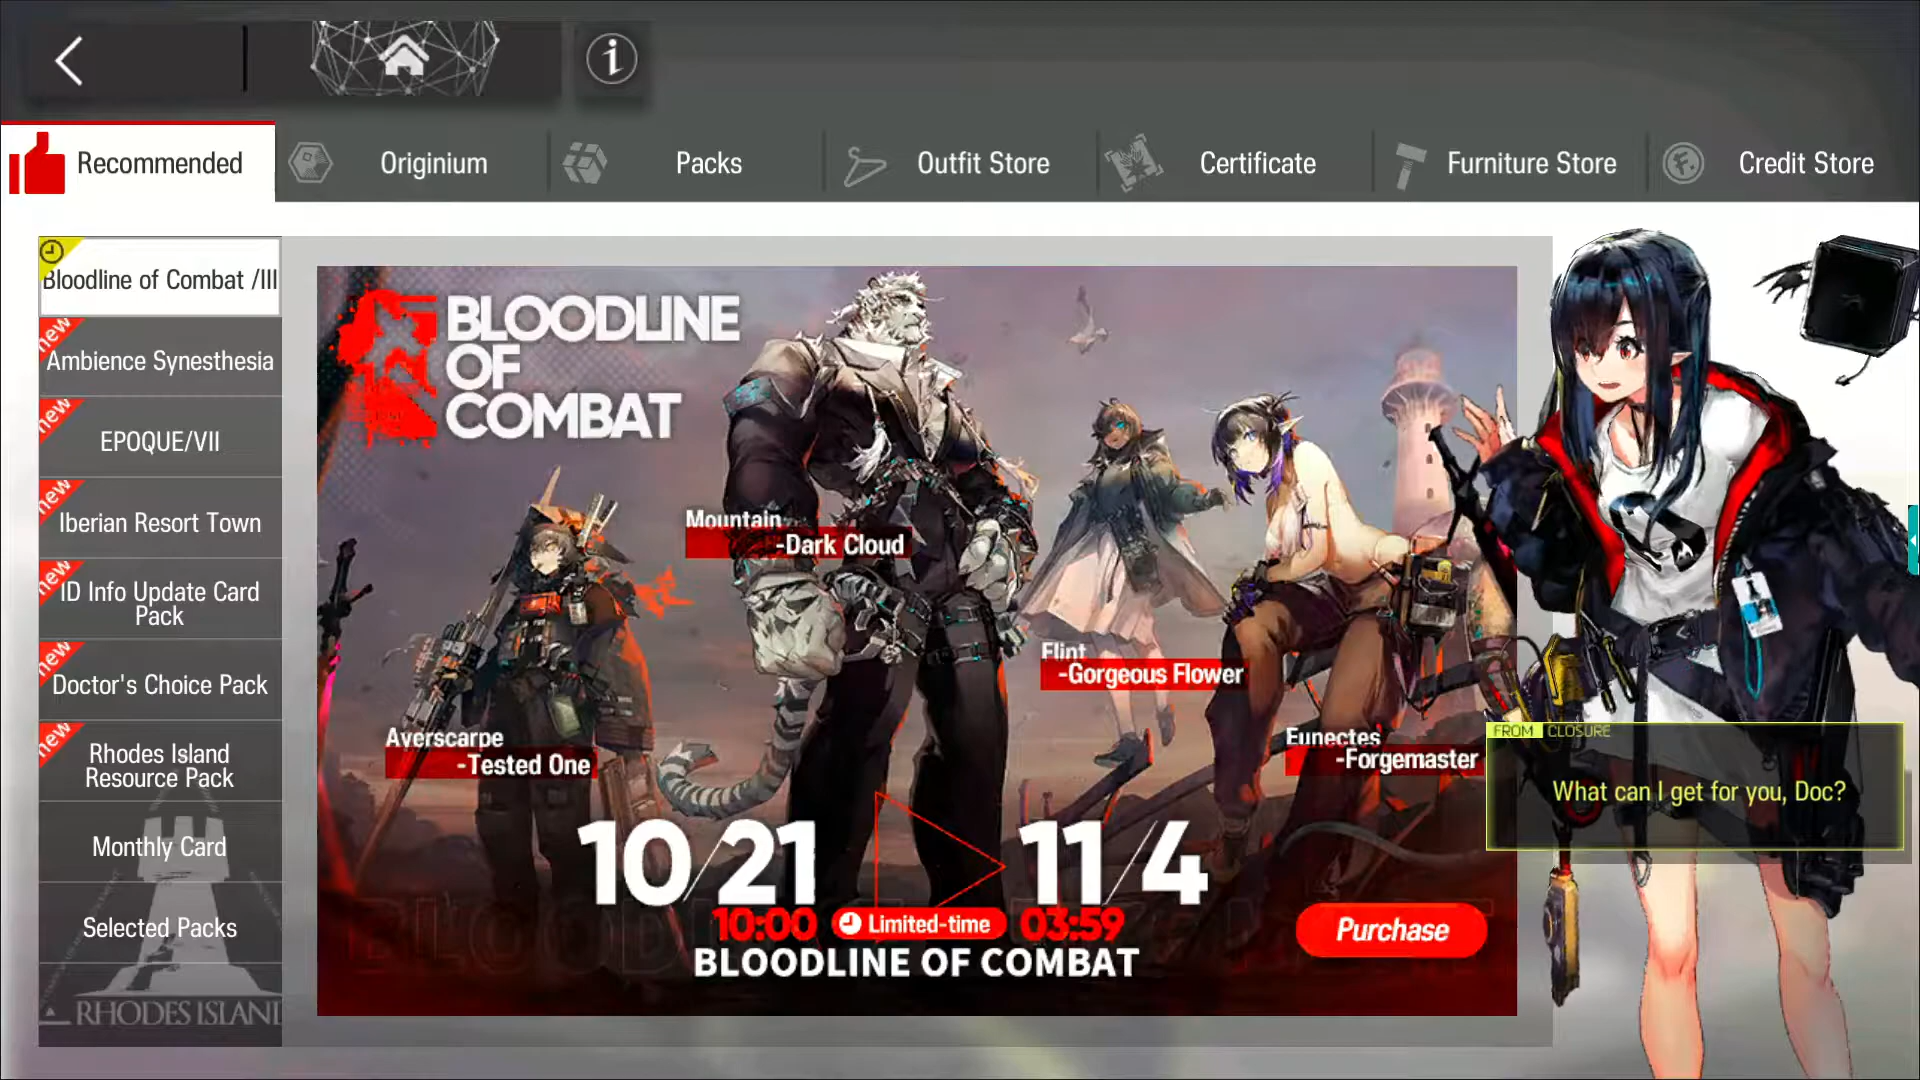 Recommended
Originium
Packs
Outfit Store
Certificate
Furniture Store
Credit Store
Bloodline of Combat /III
new
Ambience Synesthesia
new
EPOQUE/VII
new
Iberian Resort Town
new
ID Info Update Card
Pack
new
Doctor's Choice Pack
new
Rhodes Island
Resource Pack
Monthly Card
Selected Packs
RHODES ISLAND
BLOODLINE
OF
COMBAT
Mountain
-Dark Cloud
Flint
-Gorgeous Flower
Averscarpe
-Tested One
Eunectes
-Forgemaster
10/21
11/4
10:00
Limited-time
03:59
BLOODLINE OF COMBAT
Purchase
FROM CLOSURE
What can I get for you, Doc?